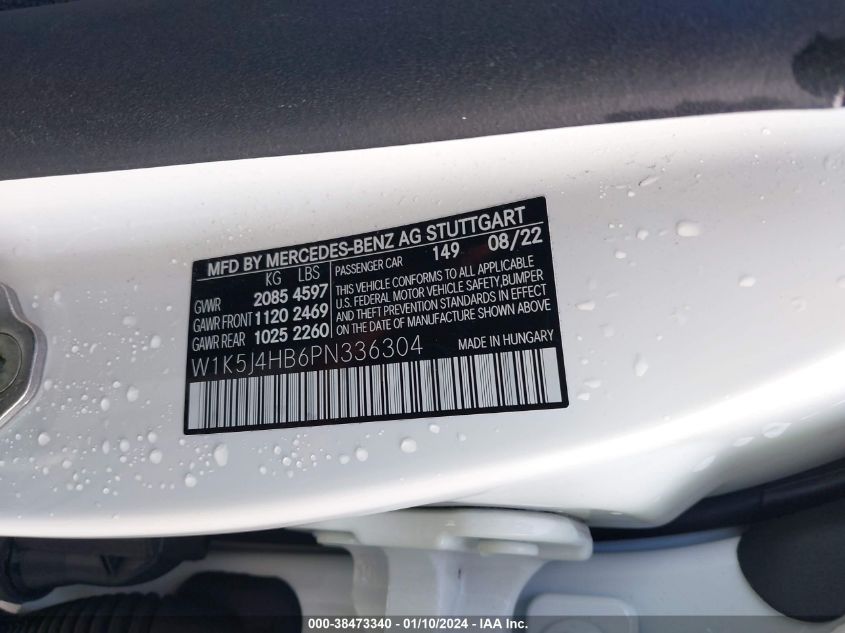 MFD BY MERCEDES-BENZ AG STUTTGART
KG LBS
GVWR 2085 4597
GAWR FRONT 1120 2469
GAWR REAR 1025 2260
PASSENGER CAR 149 08/22
THIS VEHICLE CONFORMS TO ALL APPLICABLE
U.S. FEDERAL MOTOR VEHICLE SAFETY,BUMPER
AND THEFT PREVENTION STANDARDS IN EFFECT
ON THE DATE OF MANUFACTURE SHOWN ABOVE
W1K5J4HB6PN336304 MADE IN HUNGARY
000-38473340 - 01/10/2024 - IAA Inc.